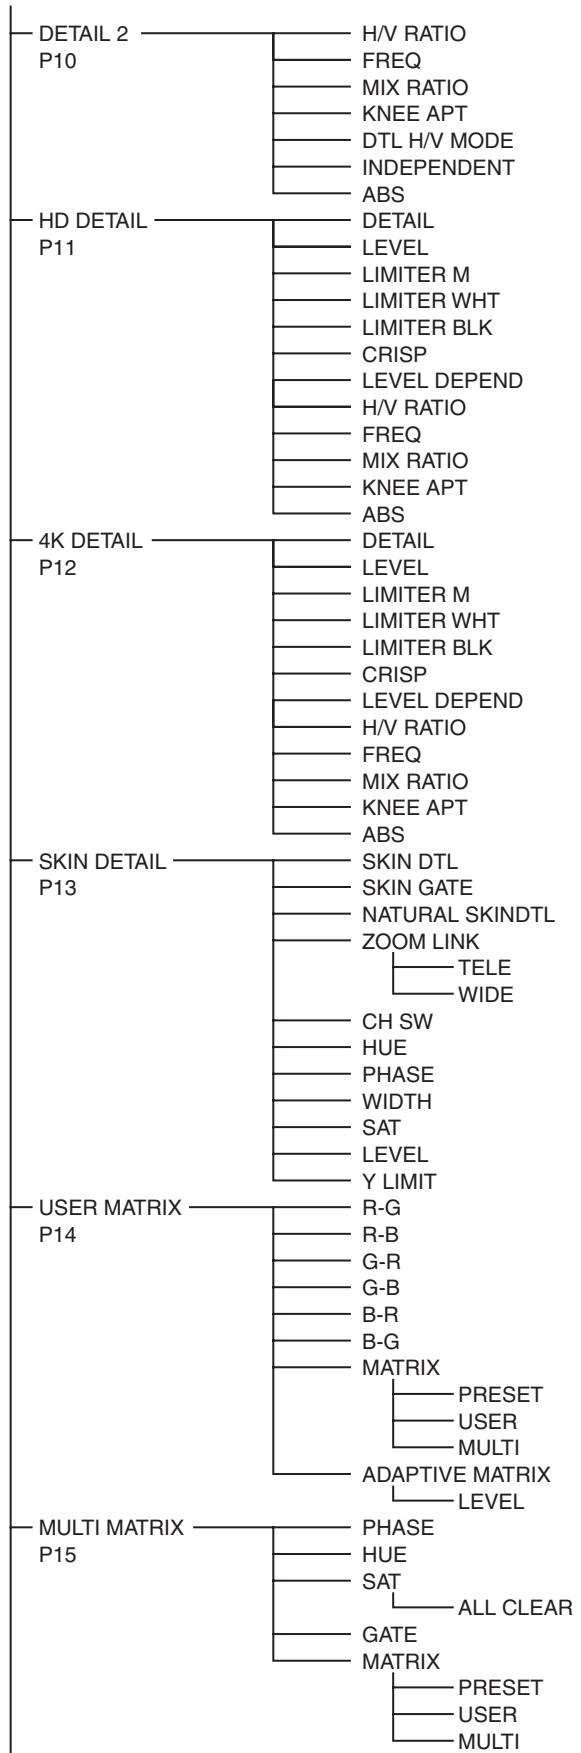 DETAIL 2
P10
H/V RATIO
FREQ
MIX RATIO
KNEE APT
DTL H/V MODE
INDEPENDENT
ABS
HD DETAIL
P11
DETAIL
LEVEL
LIMITER M
LIMITER WHT
LIMITER BLK
CRISP
LEVEL DEPEND
H/V RATIO
FREQ
MIX RATIO
KNEE APT
ABS
4K DETAIL
P12
DETAIL
LEVEL
LIMITER M
LIMITER WHT
LIMITER BLK
CRISP
LEVEL DEPEND
H/V RATIO
FREQ
MIX RATIO
KNEE APT
ABS
SKIN DETAIL
P13
SKIN DTL
SKIN GATE
NATURAL SKINDTL
ZOOM LINK
TELE
WIDE
CH SW
HUE
PHASE
WIDTH
SAT
LEVEL
Y LIMIT
USER MATRIX
P14
R-G
R-B
G-R
G-B
B-R
B-G
MATRIX
PRESET
USER
MULTI
ADAPTIVE MATRIX
LEVEL
MULTI MATRIX
P15
PHASE
HUE
SAT
ALL CLEAR
GATE
MATRIX
PRESET
USER
MULTI